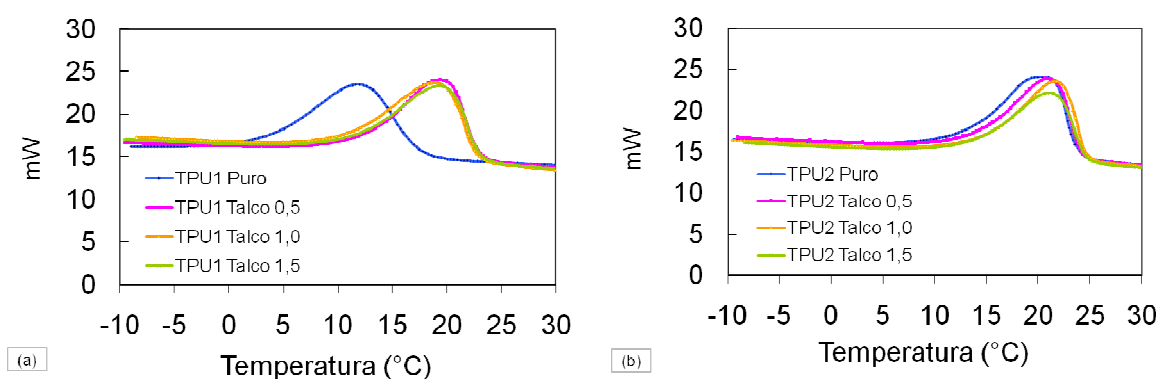 30
25
20
15
10
5
0
mW
TPU1 Puro
TPU1 Talco 0,5
TPU1 Talco 1,0
TPU1 Talco 1,5
-10 -5 0 5 10 15 20 25 30
Temperatura (°C)
(a)
30
25
20
15
10
5
0
mW
TPU2 Puro
TPU2 Talco 0,5
TPU2 Talco 1,0
TPU2 Talco 1,5
-10 -5 0 5 10 15 20 25 30
Temperatura (°C)
(b)